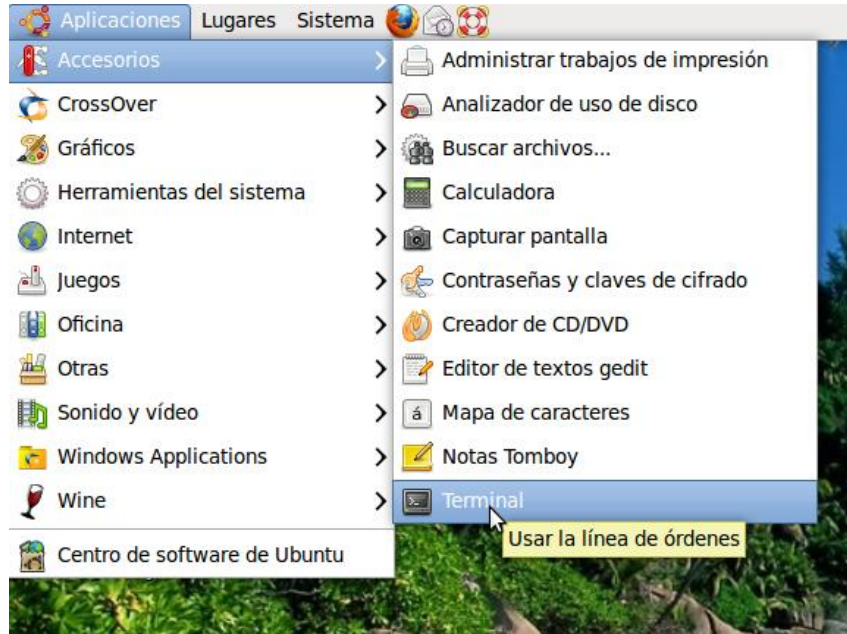 Aplicaciones Lugares Sistema
Accesorios
CrossOver
Gráficos
Herramientas del sistema
Internet
Juegos
Oficina
Otras
Sonido y vídeo
Windows Applications
Wine
Centro de software de Ubuntu
Administrar trabajos de impresión
Analizador de uso de disco
Buscar archivos...
Calculadora
Capturar pantalla
Contraseñas y claves de cifrado
Creador de CD/DVD
Editor de textos gedit
á Mapa de caracteres
Notas Tomboy
Terminal
Usar la línea de órdenes